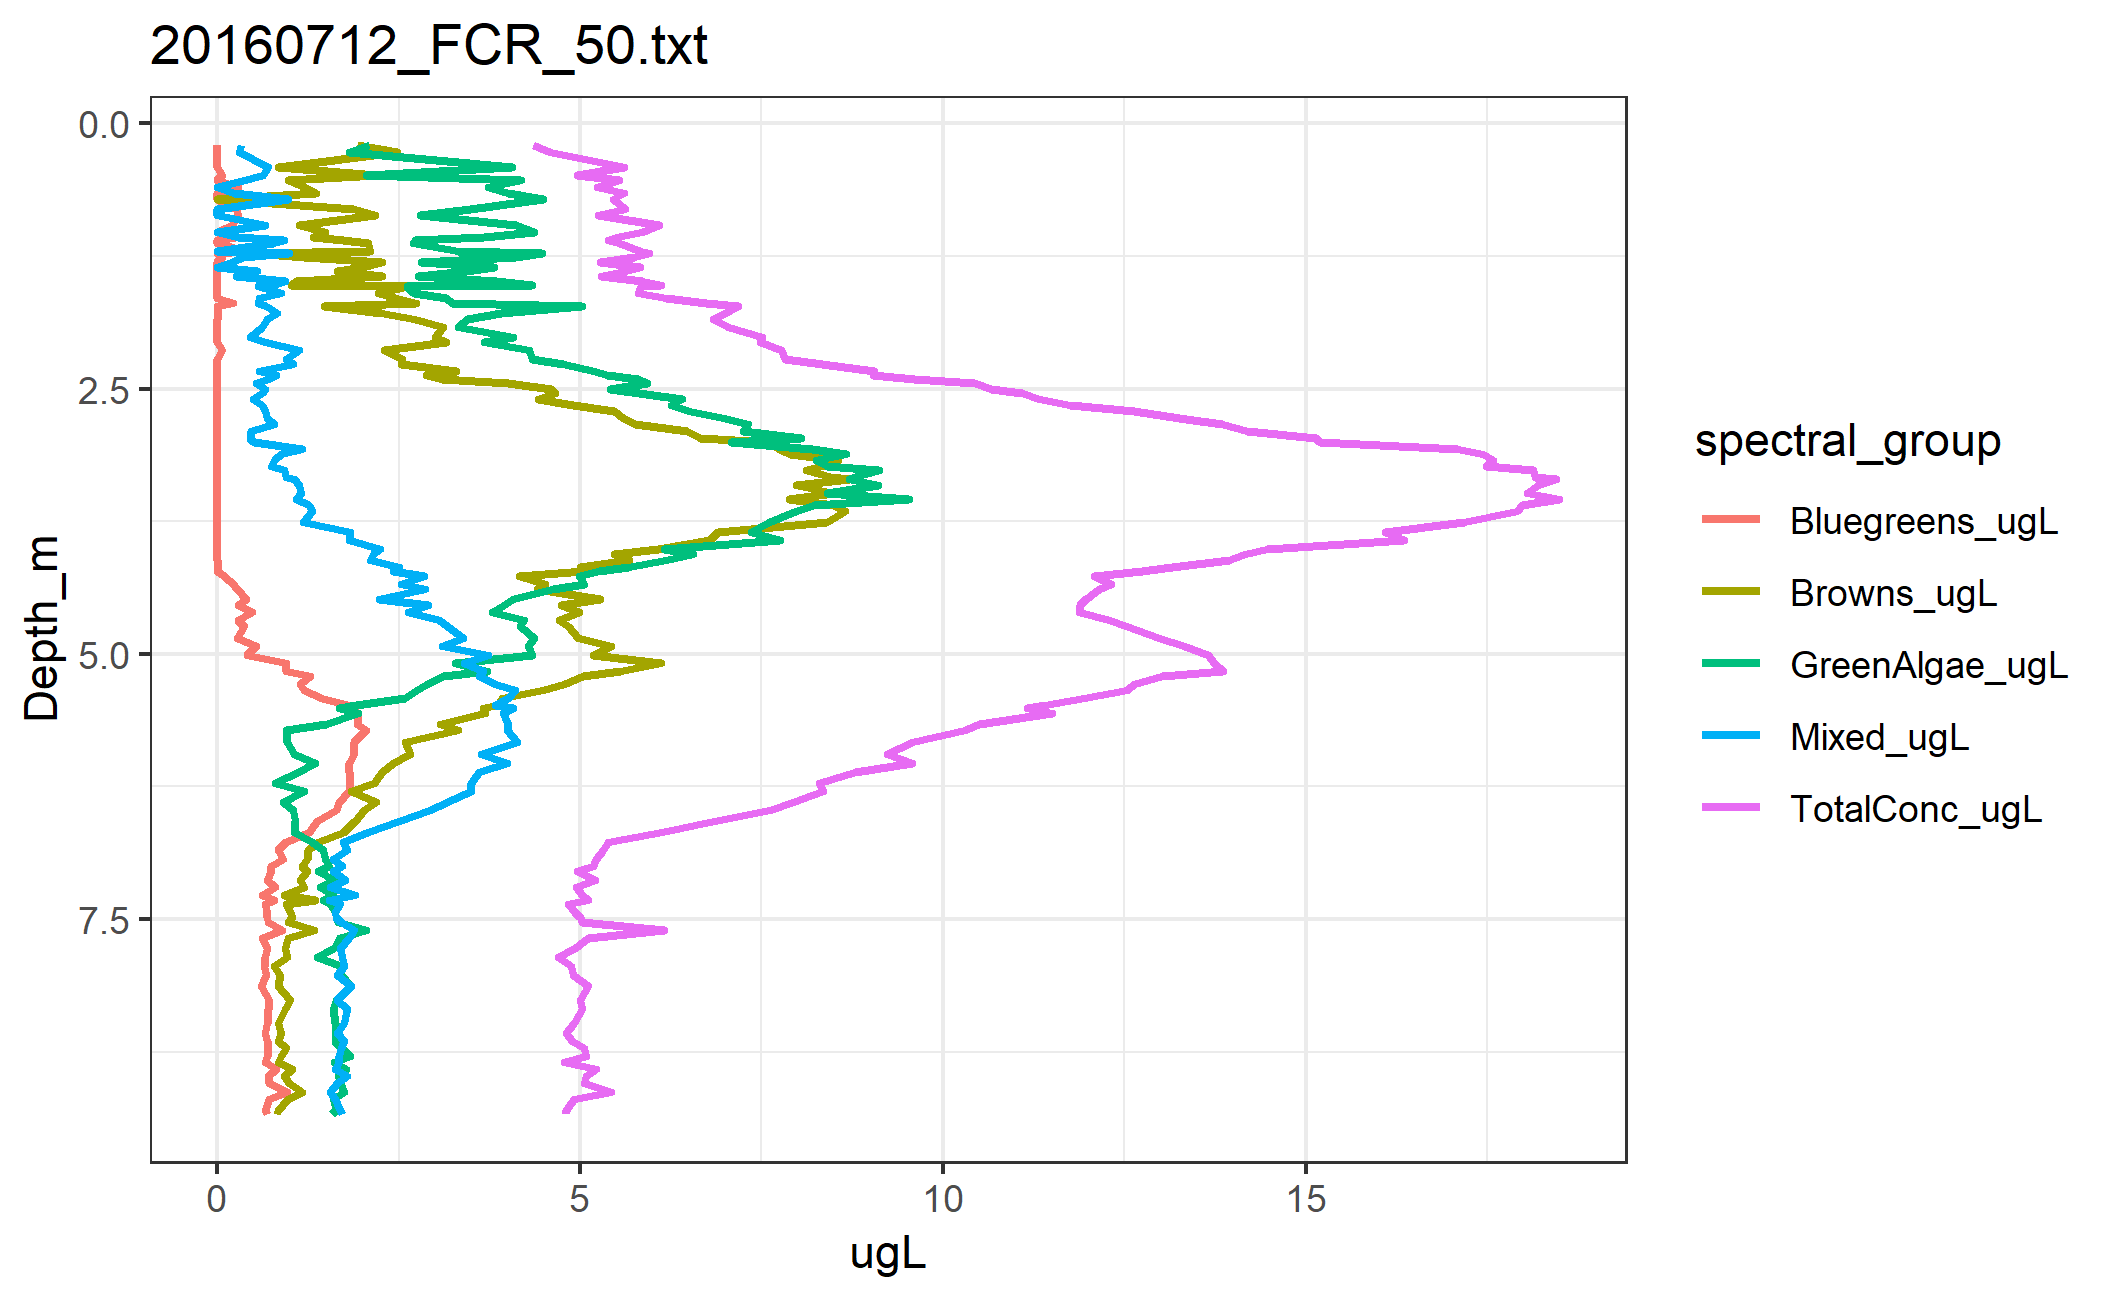 20160712_FCR_50.txt
0.0
2.5
5.0
7.5
Depth_m
0
5
10
15
ugL
spectral_group
Bluegreens_ugL
Browns_ugL
GreenAlgae_ugL
Mixed_ugL
TotalConc_ugL